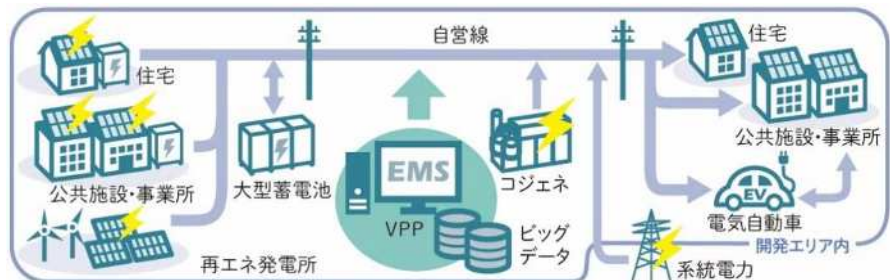 自営線
住宅
住宅
公共施設・事業所
大型蓄電池
EMS
VPP
コジェネ
公共施設・事業所
EV
電気自動車
ビッグ
データ
再エネ発電所
系統電力
開発エリア内